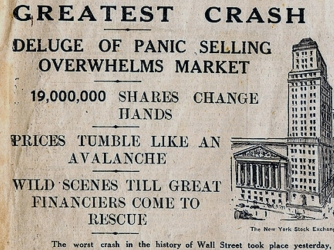 GREATEST CRASH
DELUGE OF PANIC SELLING
OVERWHELMS MARKET
19,000,000 SHARES CHANGE
HANDS
PRICES TUMBLE LIKE AN
AVALANCHE
WILD SCENES TILL GREAT
FINANCIERS COME TO
RESCUE
The New York Stock Exchan
The worst crash in the history of Wall Street took place yesterday,